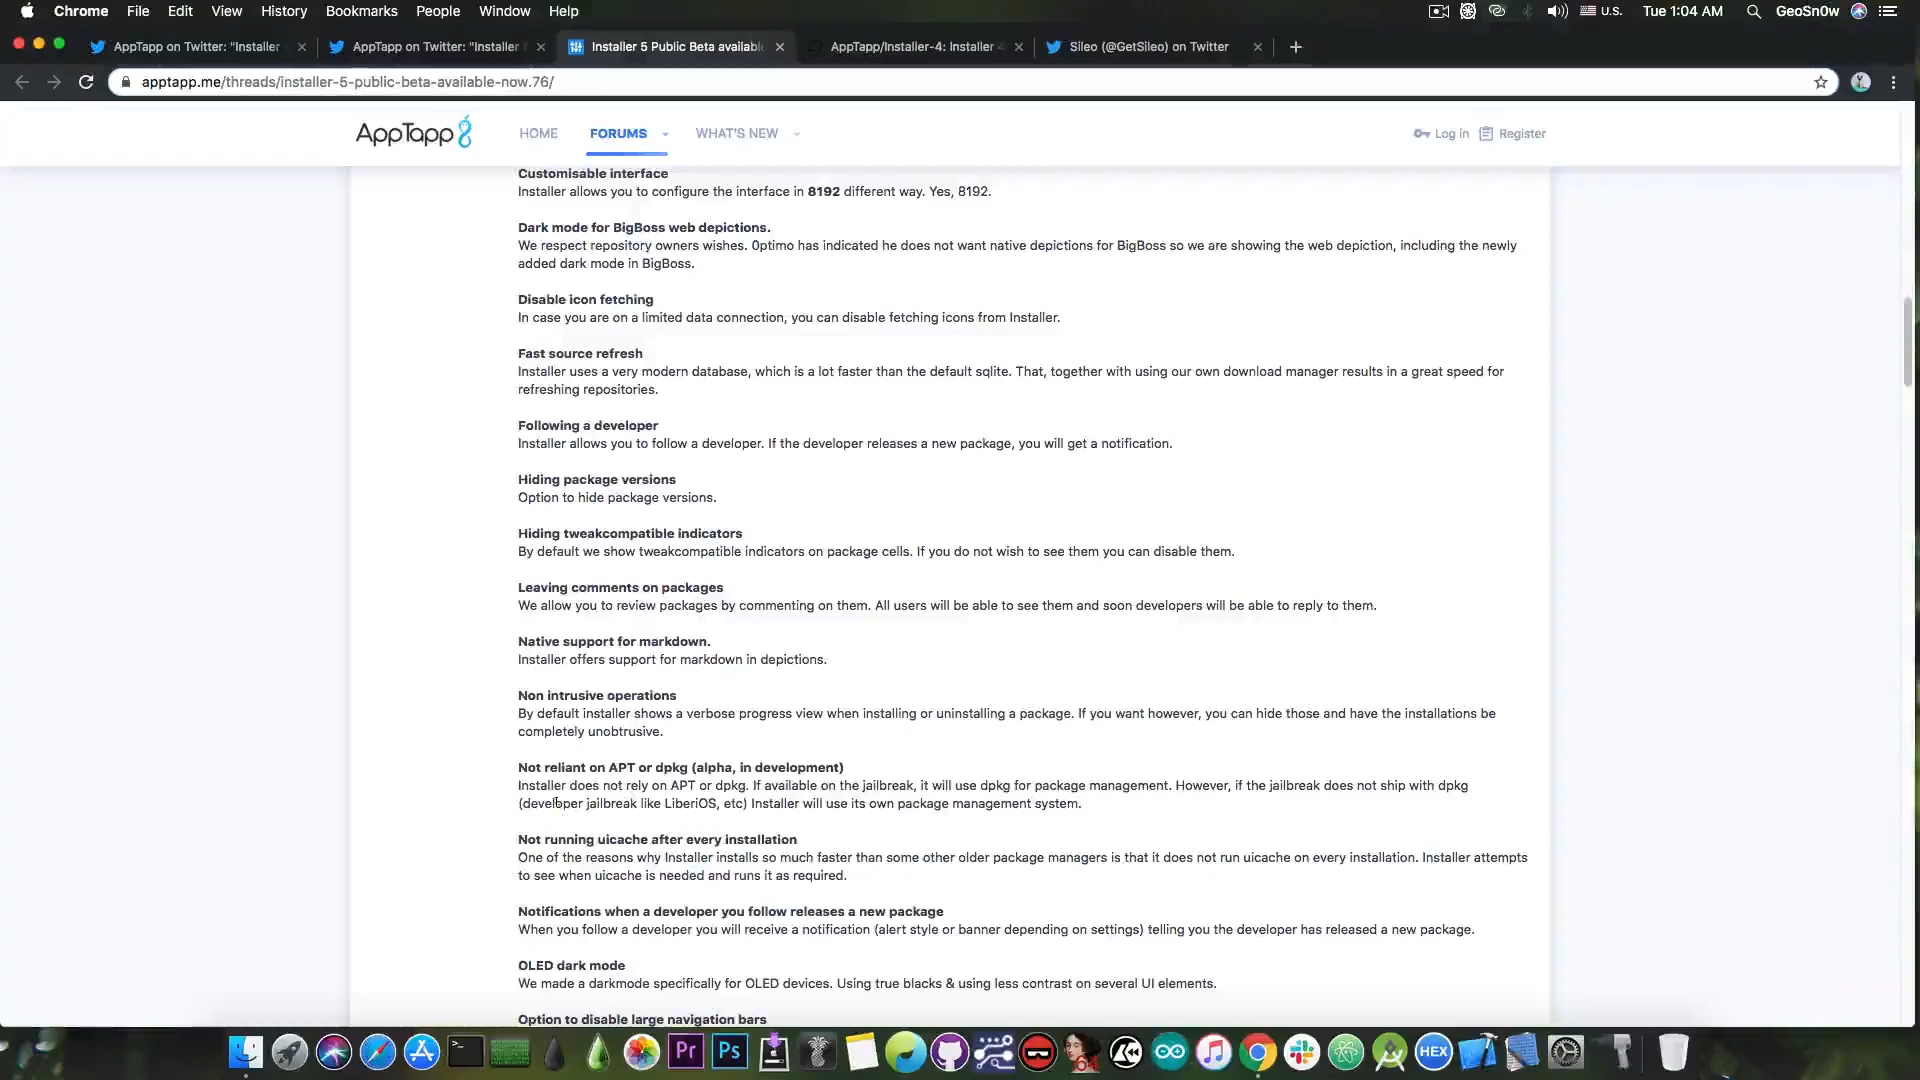 Chrome File Edit View History Bookmarks People Window Help U.S. Tue 1:04 AM GeoSn0w
AppTapp on Twitter: "Installer AppTapp on Twitter: "Installer Installer 5 Public Beta availabl AppTapp/Installer-4: Installer 4 Sileo (@GetSileo) on Twitter
apptapp.me/threads/installer-5-public-beta-available-now.76/
AppTapp HOME FORUMS WHAT'S NEW Log in Register
Customisable interface
Installer allows you to configure the interface in 8192 different way. Yes, 8192.
Dark mode for BigBoss web depictions.
We respect repository owners wishes. 0ptimo has indicated he does not want native depictions for BigBoss so we are showing the web depiction, including the newly
added dark mode in BigBoss.
Disable icon fetching
In case you are on a limited data connection, you can disable fetching icons from Installer.
Fast source refresh
Installer uses a very modern database, which is a lot faster than the default sqlite. That, together with using our own download manager results in a great speed for
refreshing repositories.
Following a developer
Installer allows you to follow a developer. If the developer releases a new package, you will get a notification.
Hiding package versions
Option to hide package versions.
Hiding tweakcompatible indicators
By default we show tweakcompatible indicators on package cells. If you do not wish to see them you can disable them.
Leaving comments on packages
We allow you to review packages by commenting on them. All users will be able to see them and soon developers will be able to reply to them.
Native support for markdown.
Installer offers support for markdown in depictions.
Non intrusive operations
By default installer shows a verbose progress view when installing or uninstalling a package. If you want however, you can hide those and have the installations be
completely unobtrusive.
Not reliant on APT or dpkg (alpha, in development)
Installer does not rely on APT or dpkg. If available on the jailbreak, it will use dpkg for package management. However, if the jailbreak does not ship with dpkg
(developer jailbreak like LiberiOS, etc) Installer will use its own package management system.
Not running uicache after every installation
One of the reasons why Installer installs so much faster than some other older package managers is that it does not run uicache on every installation. Installer attempts
to see when uicache is needed and runs it as required.
Notifications when a developer you follow releases a new package
When you follow a developer you will receive a notification (alert style or banner depending on settings) telling you the developer has released a new package.
OLED dark mode
We made a darkmode specifically for OLED devices. Using true blacks & using less contrast on several UI elements.
Option to disable large navigation bars
Pr Ps 64 HEX